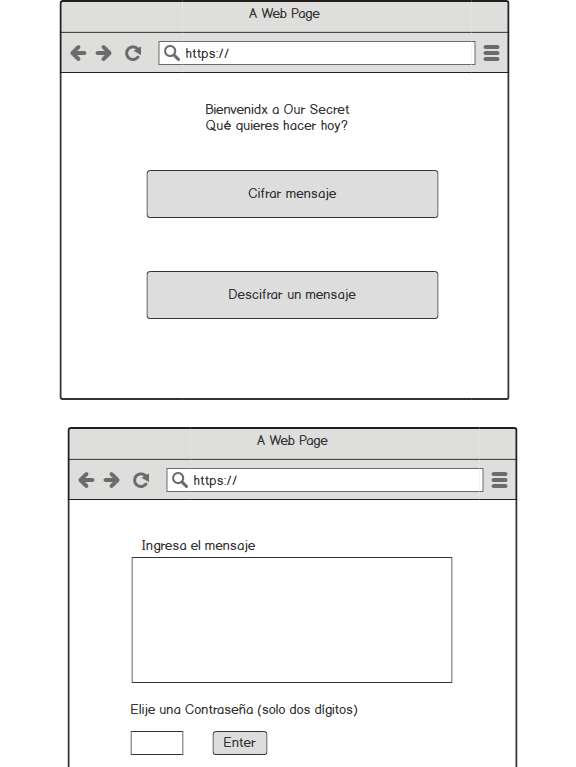 A Web Page
https://
Bienvenidx a Our Secret
Qué quieres hacer hoy?
Cifrar mensaje
Descifrar un mensaje
A Web Page
https://
Ingresa el mensaje
Elije una Contraseña (solo dos dígitos)
Enter